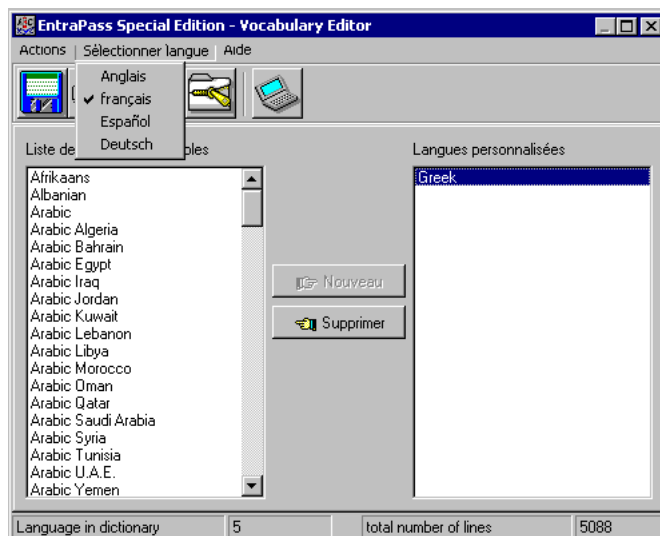 EntraPass Special Edition - Vocabulary Editor
Actions Sélectionner langue Aide
Anglais
français
Español
Deutsch
Liste de bles
Langues personnalisées
Afrikaans
Albanian
Arabic
Arabic Algeria
Arabic Bahrain
Arabic Egypt
Arabic Iraq
Arabic Jordan
Arabic Kuwait
Arabic Lebanon
Arabic Libya
Arabic Morocco
Arabic Oman
Arabic Qatar
Arabic Saudi Arabia
Arabic Syria
Arabic Tunisia
Arabic U.A.E.
Arabic Yemen
Greek
Nouveau
Supprimer
Language in dictionary 5 total number of lines 5088